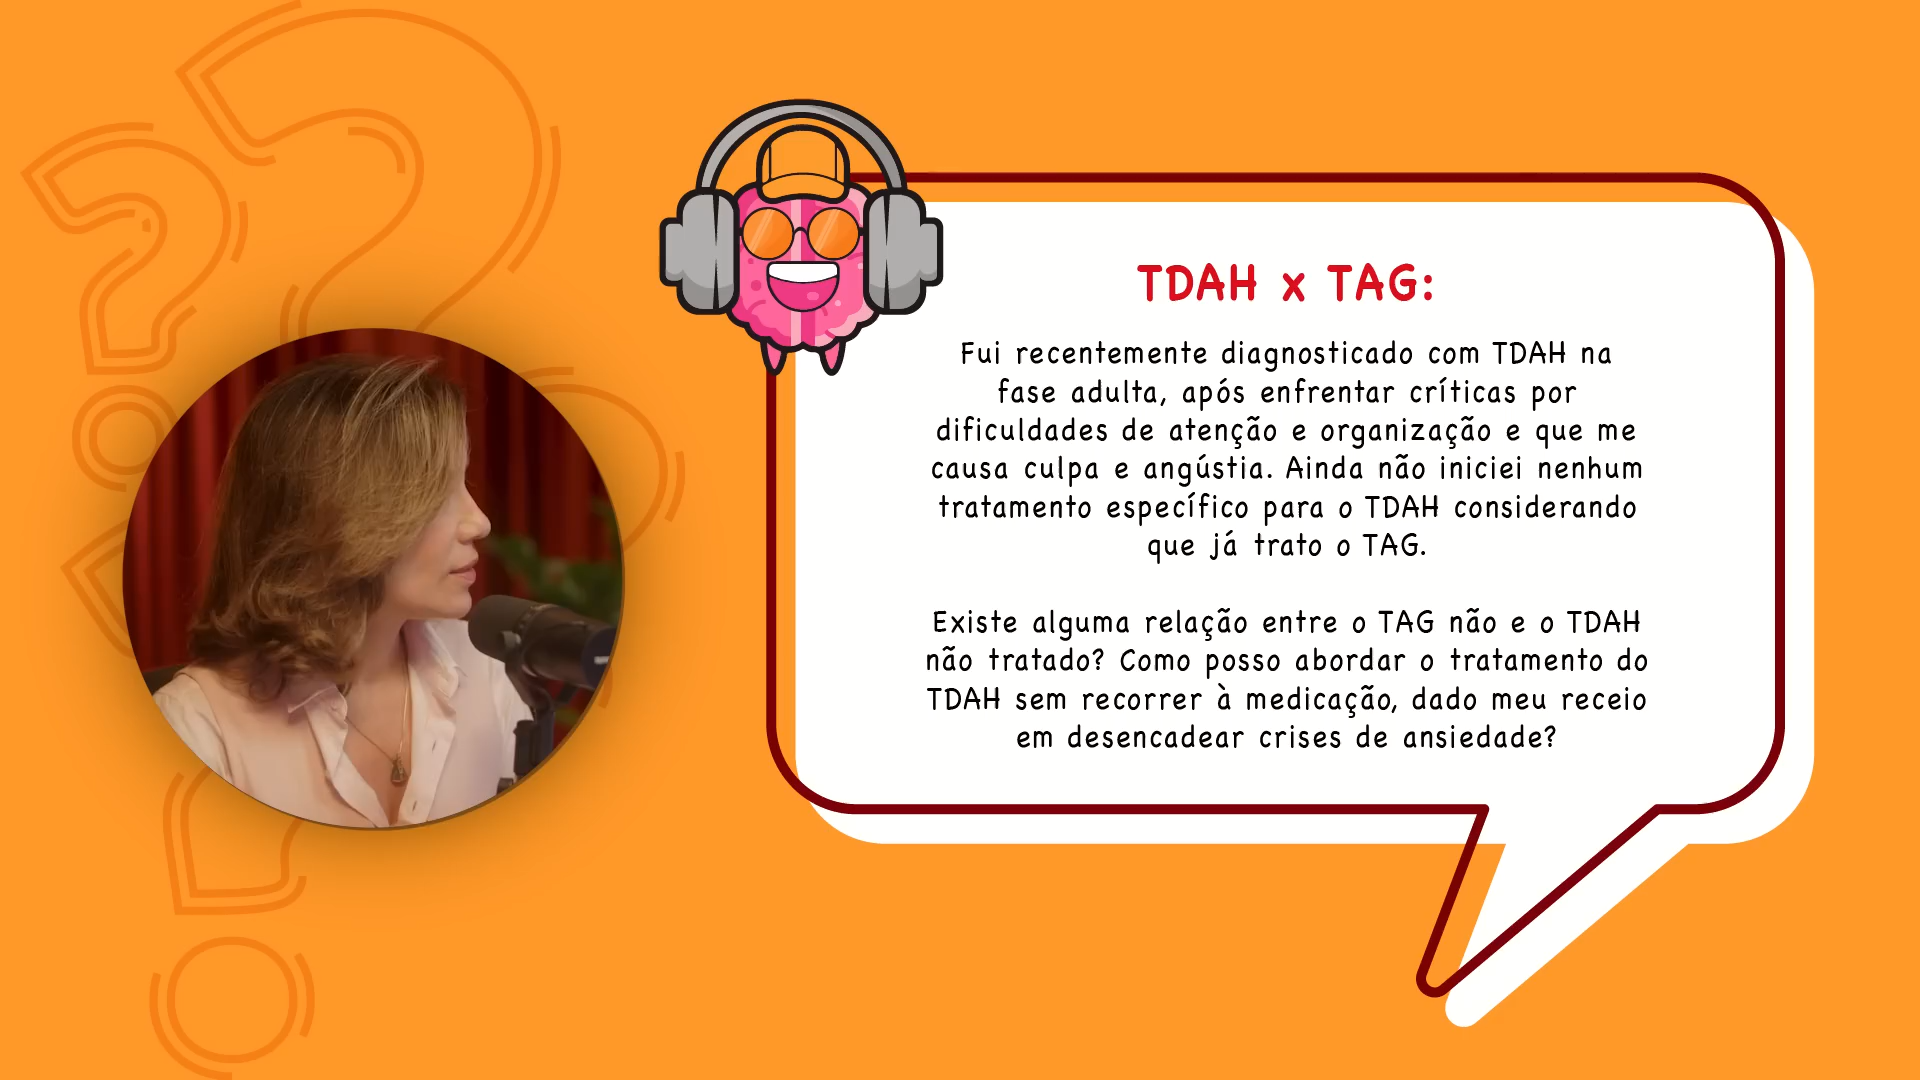 TDAH x TAG:
Fui recentemente diagnosticado com TDAH na
fase adulta, após enfrentar críticas por
dificuldades de atenção e organização e que me
causa culpa e angústia. Ainda não iniciei nenhum
tratamento específico para o TDAH considerando
que já trato o TAG.
Existe alguma relação entre o TAG não e o TDAH
não tratado? Como posso abordar o tratamento do
TDAH sem recorrer à medicação, dado meu receio
em desencadear crises de ansiedade?